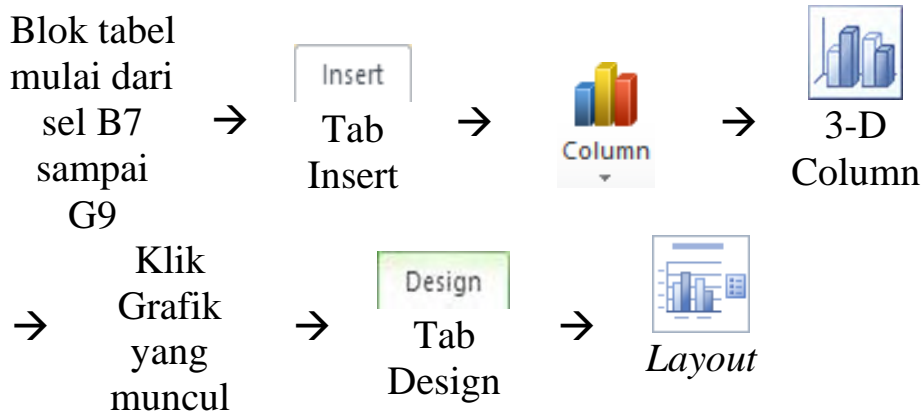 Blok tabel
mulai dari
sel B7
sampai
G9
→
Insert
Tab
Insert
→
Column
→
3-D
Column
→
Klik
Grafik
yang
muncul
→
Design
Tab
Design
→
Layout